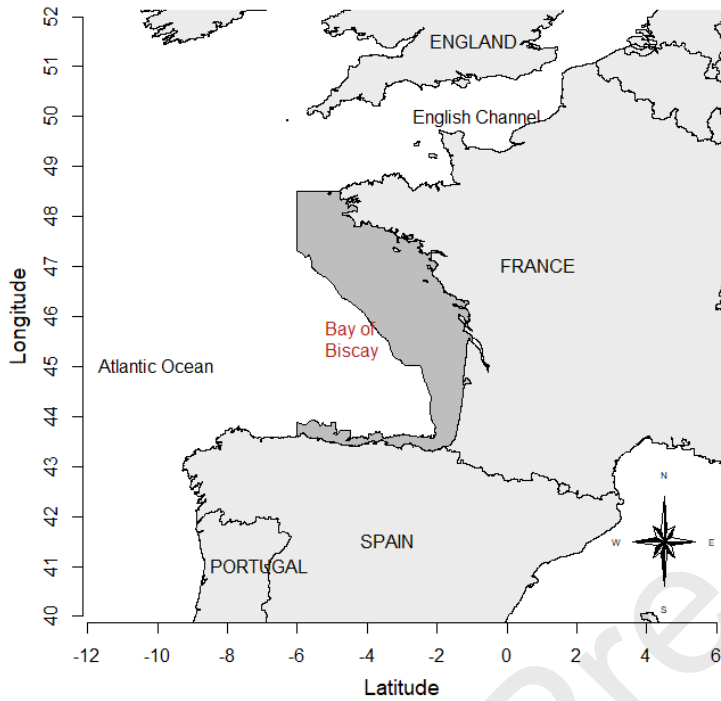 52
51
50
49
48
47
46
45
44
43
42
41
40
Longitude
ENGLAND
English Channel
FRANCE
Bay of
Biscay
Atlantic Ocean
SPAIN
PORTUGAL
N
W
E
S
-12 -10 -8 -6 -4 -2 0 2 4 6
Latitude
Pre